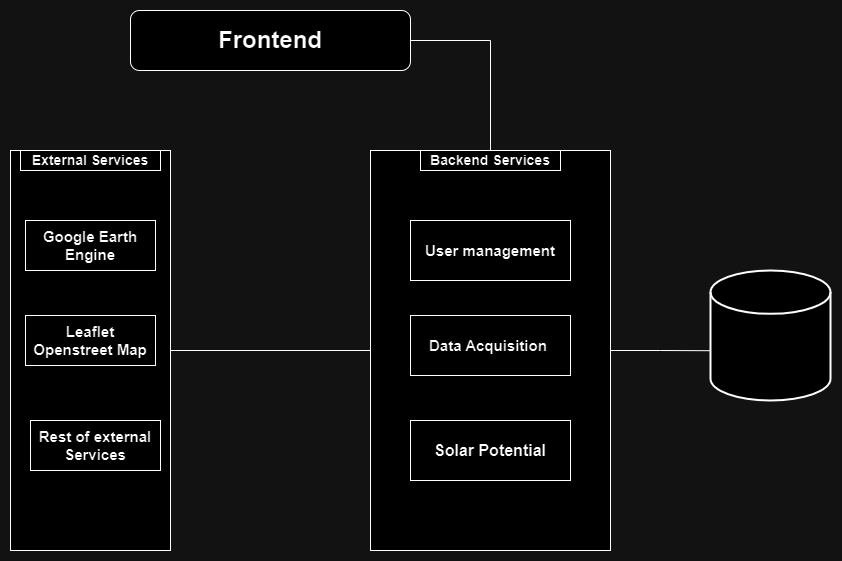 Frontend
External Services
Google Earth
Engine
Leaflet
Openstreet Map
Rest of external
Services
Backend Services
User management
Data Acquisition
Solar Potential